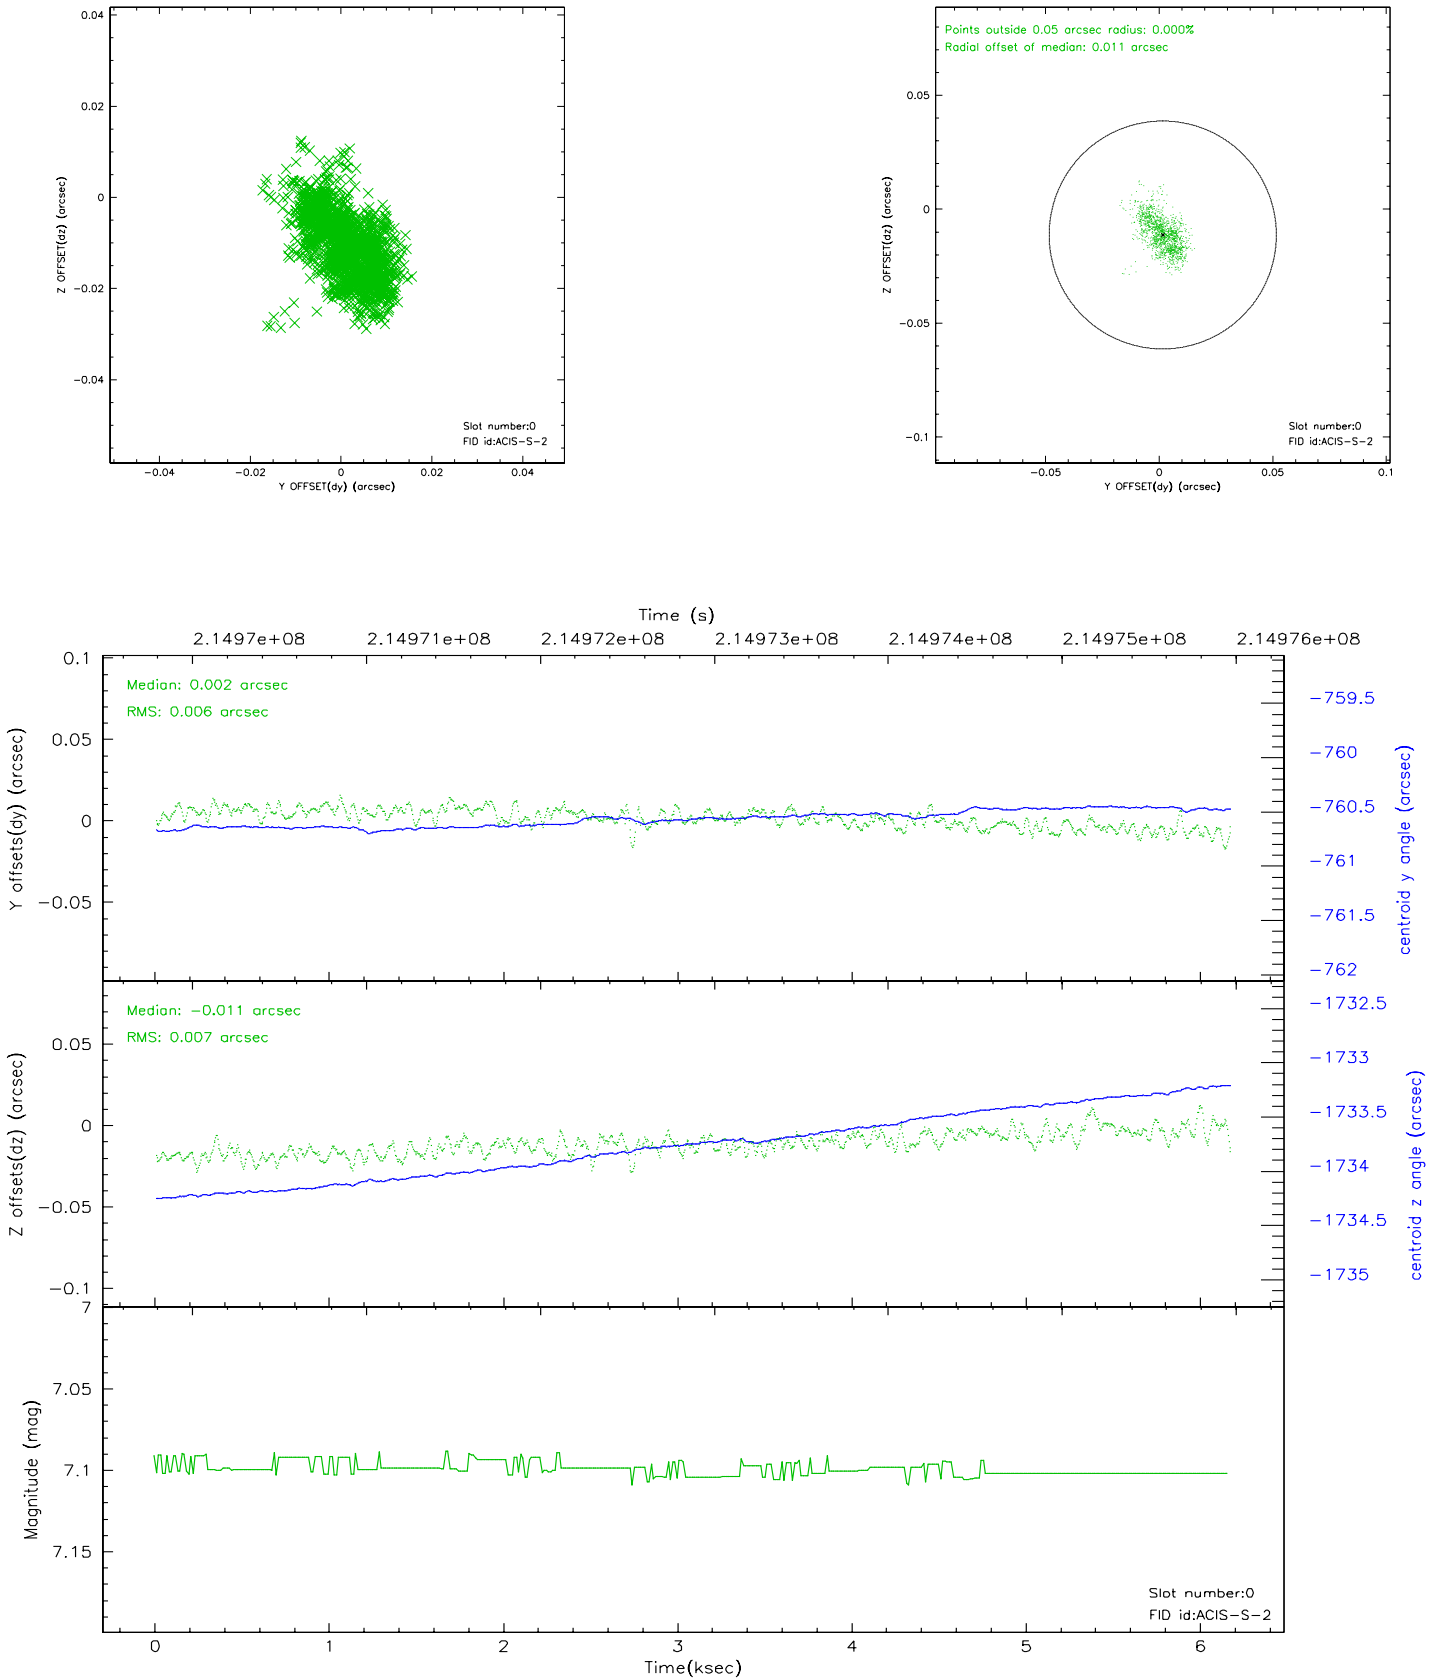 0.04
0.02
0
−0.02
−0.04
Z OFFSET(dz) (arcsec)
Slot number:0
FID id:ACIS−S−2
−0.04 −0.02 0 0.02 0.04
Y OFFSET(dy) (arcsec)
Points outside 0.05 arcsec radius: 0.000%
Radial offset of median: 0.011 arcsec
0.05
0
−0.05
−0.1
Z OFFSET(dz) (arcsec)
Slot number:0
FID id:ACIS−S−2
−0.05 0 0.05 0.1
Y OFFSET(dy) (arcsec)
Time (s)
2.1497e+08 2.14971e+08 2.14972e+08 2.14973e+08 2.14974e+08 2.14975e+08 2.14976e+08
0.1
0.05
0
−0.05
Y offsets(dy) (arcsec)
Median: 0.002 arcsec
RMS: 0.006 arcsec
−759.5
−760
−760.5
−761
−761.5
−762
centroid y angle (arcsec)
0.05
0
−0.05
−0.1
Z offsets(dz) (arcsec)
Median: −0.011 arcsec
RMS: 0.007 arcsec
−1732.5
−1733
−1733.5
−1734
−1734.5
−1735
centroid z angle (arcsec)
7
7.05
7.1
7.15
Magnitude (mag)
Slot number:0
FID id:ACIS−S−2
0 1 2 3 4 5 6
Time(ksec)